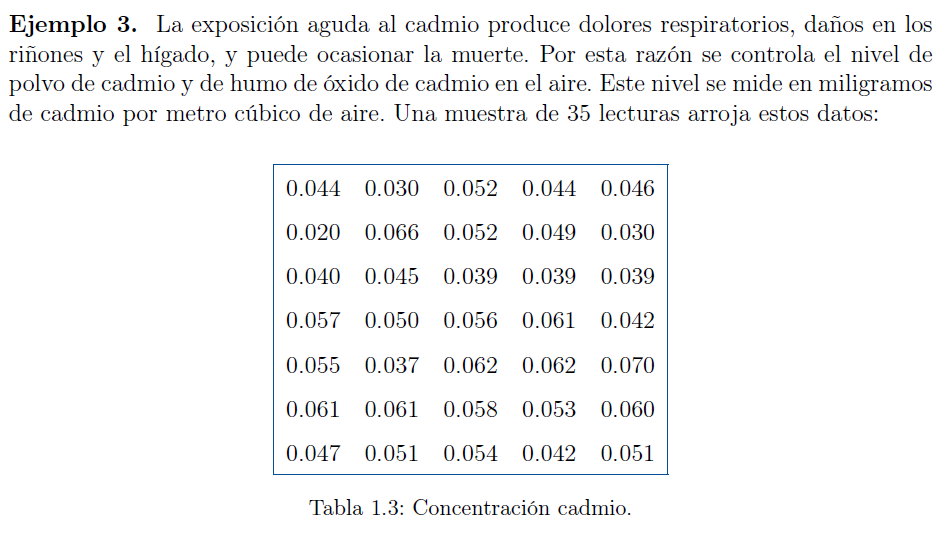 Ejemplo 3. La exposición aguda al cadmio produce dolores respiratorios, daños en los
riñones y el hígado, y puede ocasionar la muerte. Por esta razón se controla el nivel de
polvo de cadmio y de humo de óxido de cadmio en el aire. Este nivel se mide en miligramos
de cadmio por metro cúbico de aire. Una muestra de 35 lecturas arroja estos datos:
0.044 0.030 0.052 0.044 0.046
0.020 0.066 0.052 0.049 0.030
0.040 0.045 0.039 0.039 0.039
0.057 0.050 0.056 0.061 0.042
0.055 0.037 0.062 0.062 0.070
0.061 0.061 0.058 0.053 0.060
0.047 0.051 0.054 0.042 0.051
Tabla 1.3: Concentración cadmio.